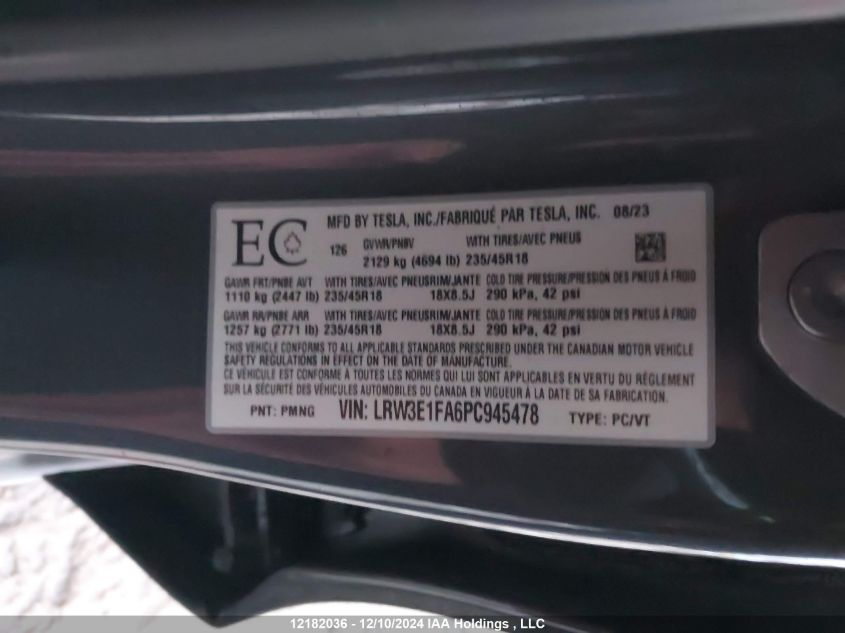 EC MFD BY TESLA, INC./FABRIQUÉ PAR TESLA, INC. 08/23
126 GVWR/PNBV WITH TIRES/AVEC PNEUS
2129 kg (4694 lb) 235/45R18
GAWR FRT/PNBE AVT WITH TIRES/AVEC PNEUS RIM/JANTE COLD TIRE PRESSURE/PRESSION DES PNEUS À FROID
1110 kg (2447 lb) 235/45R18 18X8.5J 290 kPa, 42 psi
GAWR RR/PNBE ARR WITH TIRES/AVEC PNEUS RIM/JANTE COLD TIRE PRESSURE/PRESSION DES PNEUS À FROID
1257 kg (2771 lb) 235/45R18 18X8.5J 290 kPa, 42 psi
THIS VEHICLE CONFORMS TO ALL APPLICABLE STANDARDS PRESCRIBED UNDER THE CANADIAN MOTOR VEHICLE
SAFETY REGULATIONS IN EFFECT ON THE DATE OF MANUFACTURE.
CE VÉHICULE EST CONFORME À TOUTES LES NORMES QUI LUI SONT APPLICABLES EN VERTU DU RÈGLEMENT
SUR LA SÉCURITÉ DES VÉHICULES AUTOMOBILES DU CANADA EN VIGUEUR À LA DATE DE SA FABRICATION.
PNT: PMNG VIN: LRW3E1FA6PC945478 TYPE: PC/VT
12182036 - 12/10/2024 IAA Holdings , LLC